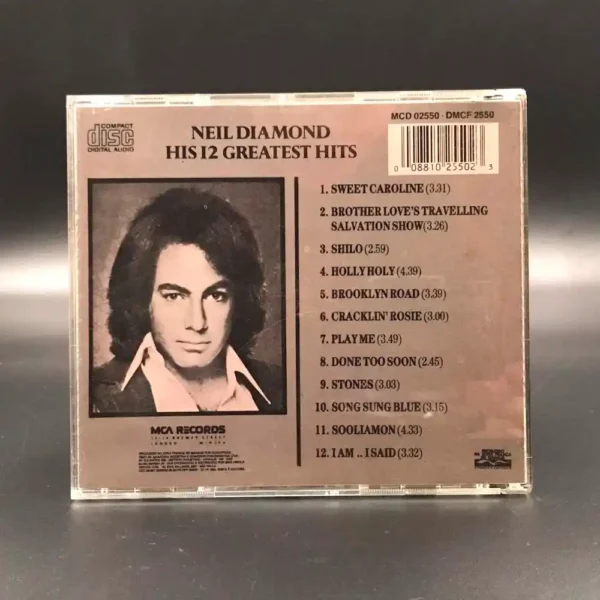 COMPACT
disc
DIGITAL AUDIO
NEIL DIAMOND
HIS 12 GREATEST HITS
MCD 02550 · DMCF 2550
0 08810 25502 3
1. SWEET CAROLINE (3.31)
2. BROTHER LOVE'S TRAVELLING
SALVATION SHOW (3.26)
3. SHILO (2.59)
4. HOLLY HOLY (4.39)
5. BROOKLYN ROAD (3.39)
6. CRACKLIN' ROSIE (3.00)
7. PLAY ME (3.49)
8. DONE TOO SOON (2.45)
9. STONES (3.03)
10. SONG SUNG BLUE (3.15)
11. SOOLIAMON (4.33)
12. I AM .. I SAID (3.32)
MCA RECORDS
LONDON